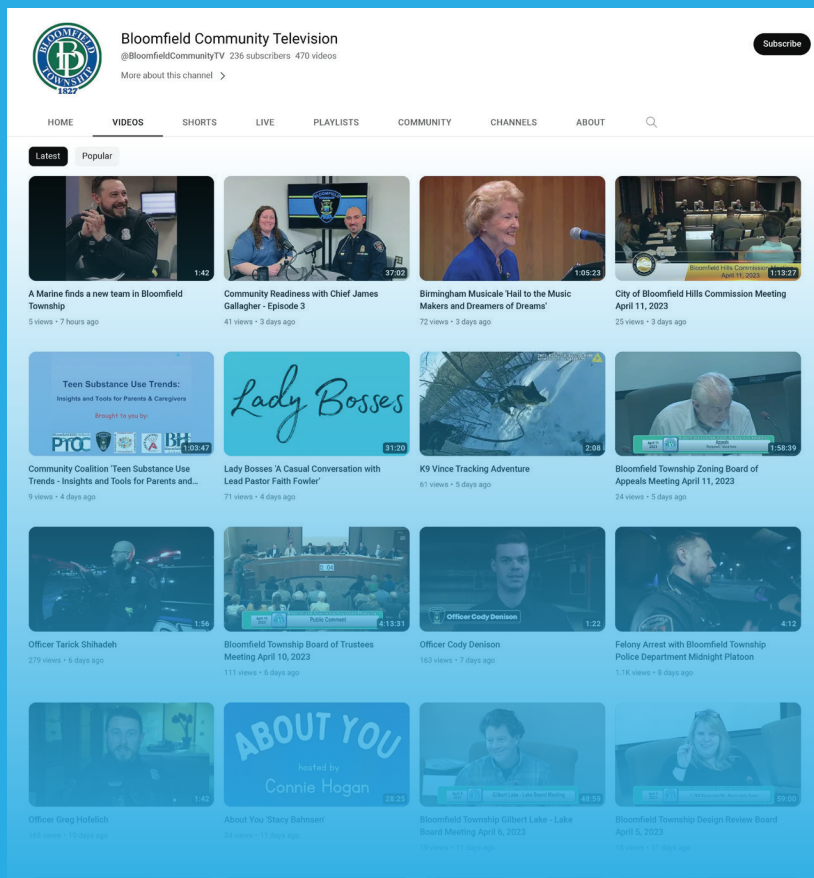 BLOOMFIELD
TOWNSHIP
1827
Bloomfield Community Television
@BloomfieldCommunityTV 236 subscribers 470 videos
More about this channel >
Subscribe
HOME VIDEOS SHORTS LIVE PLAYLISTS COMMUNITY CHANNELS ABOUT
Latest Popular
1:42
37:02
1:05:23
Bloomfield Hills Commission
April 11, 2023
1:13:27
A Marine finds a new team in Bloomfield
Township
5 views • 7 hours ago
Community Readiness with Chief James
Gallagher - Episode 3
41 views • 3 days ago
Birmingham Musicale 'Hail to the Music
Makers and Dreamers of Dreams'
72 views • 3 days ago
City of Bloomfield Hills Commission Meeting
April 11, 2023
25 views • 3 days ago
Teen Substance Use Trends:
Insights and Tools for Parents & Caregivers
Brought to you by:
1:03:47
Lady Bosses
31:20
2:08
1:58:39
Community Coalition 'Teen Substance Use
Trends - Insights and Tools for Parents and...
9 views • 4 days ago
Lady Bosses 'A Casual Conversation with
Lead Pastor Faith Fowler'
71 views • 4 days ago
K9 Vince Tracking Adventure
61 views • 5 days ago
Bloomfield Township Zoning Board of
Appeals Meeting April 11, 2023
24 views • 5 days ago
1:56
Public Comment
4:13:31
Officer Cody Denison
1:22
4:12
Officer Tarick Shihadeh
279 views • 6 days ago
Bloomfield Township Board of Trustees
Meeting April 10, 2023
111 views • 6 days ago
Officer Cody Denison
163 views • 7 days ago
Felony Arrest with Bloomfield Township
Police Department Midnight Platoon
1.1K views • 8 days ago
1:42
ABOUT YOU
hosted by
Connie Hogan
28:25
Gilbert Lake - Lake Board Meeting
48:59
59:00
Officer Greg Hofelich
About You 'Stacy Bahnsen'
Bloomfield Township Gilbert Lake - Lake
Board Meeting April 6, 2023
Bloomfield Township Design Review Board
April 5, 2023